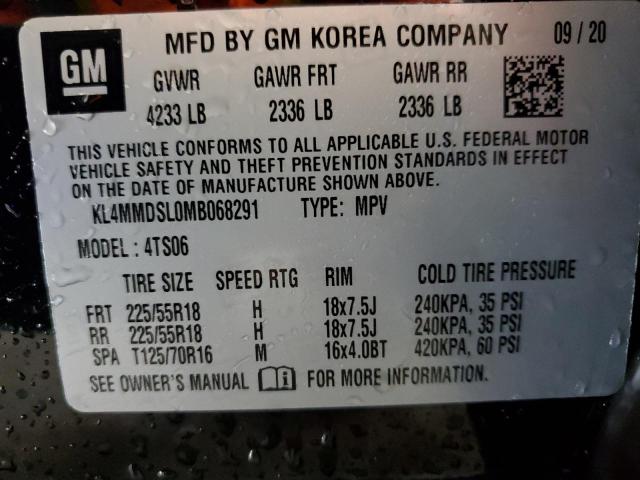 GM
MFD BY GM KOREA COMPANY 09 / 20
GVWR GAWR FRT GAWR RR
4233 LB 2336 LB 2336 LB
THIS VEHICLE CONFORMS TO ALL APPLICABLE U.S. FEDERAL MOTOR
VEHICLE SAFETY AND THEFT PREVENTION STANDARDS IN EFFECT
ON THE DATE OF MANUFACTURE SHOWN ABOVE.
KL4MMDSL0MB068291 TYPE: MPV
MODEL : 4TS06
TIRE SIZE SPEED RTG RIM COLD TIRE PRESSURE
FRT 225/55R18 H 18x7.5J 240KPA, 35 PSI
RR 225/55R18 H 18x7.5J 240KPA, 35 PSI
SPA T125/70R16 M 16x4.0BT 420KPA, 60 PSI
SEE OWNER'S MANUAL FOR MORE INFORMATION.